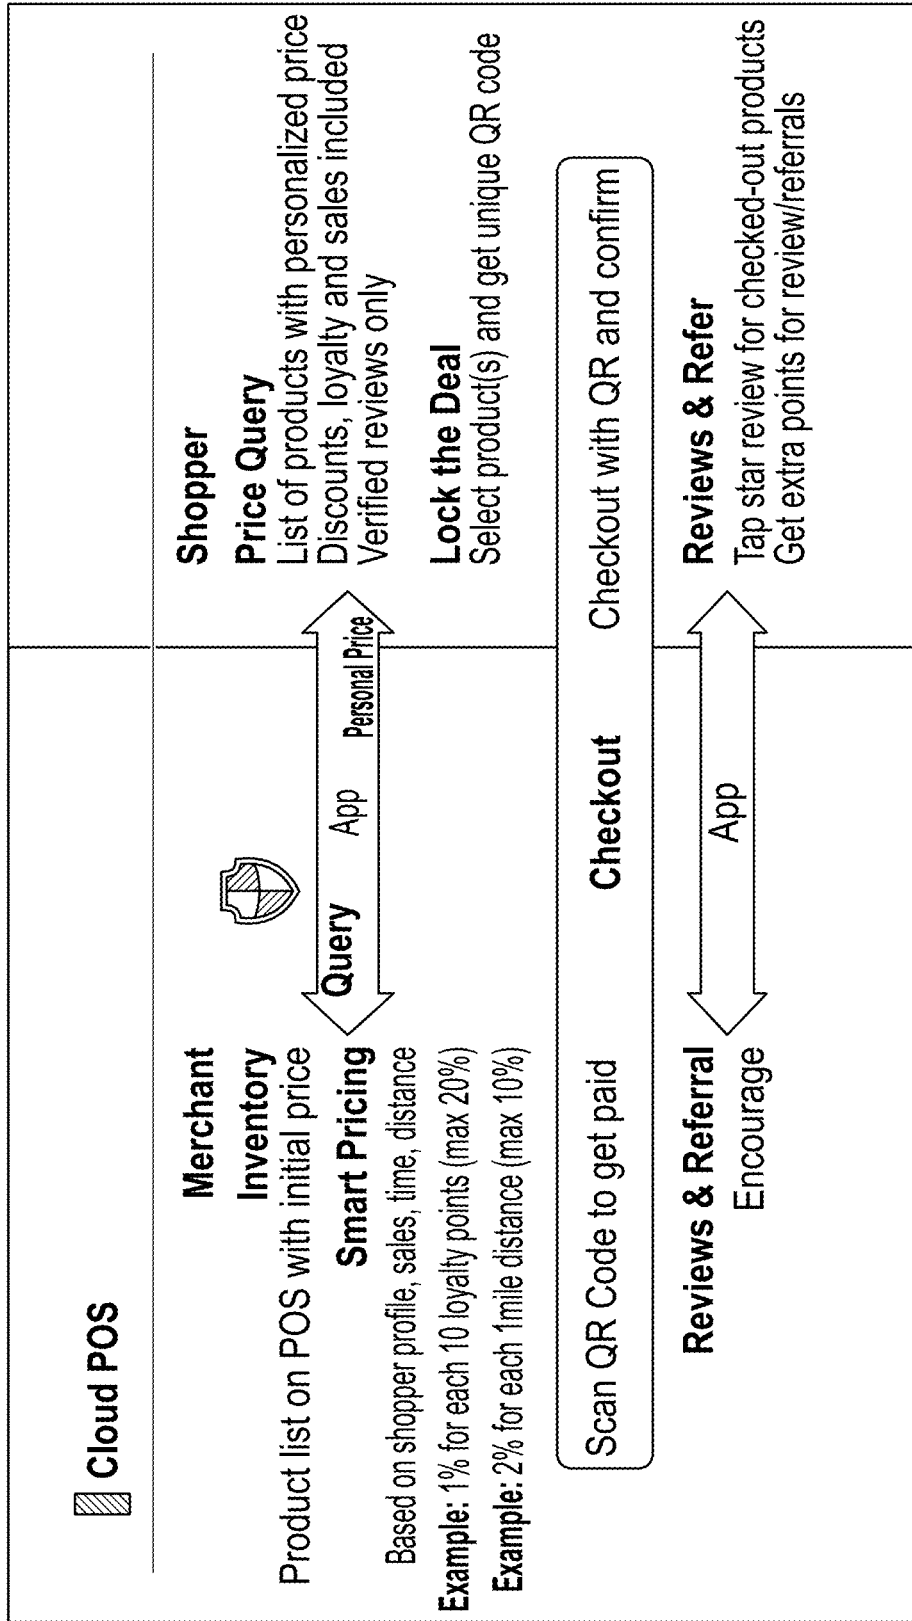 Cloud POS
Merchant
Inventory
Product list on POS with initial price
Smart Pricing
Based on shopper profile, sales, time, distance
Example: 1% for each 10 loyalty points (max 20%)
Example: 2% for each 1mile distance (max 10%)
Query App Personal Price
Shopper
Price Query
List of products with personalized price
Discounts, loyalty and sales included
Verified reviews only
Lock the Deal
Select product(s) and get unique QR code
Scan QR Code to get paid
Checkout
Checkout with QR and confirm
Reviews & Referral
Encourage
App
Reviews & Refer
Tap star review for checked-out products
Get extra points for review/referrals